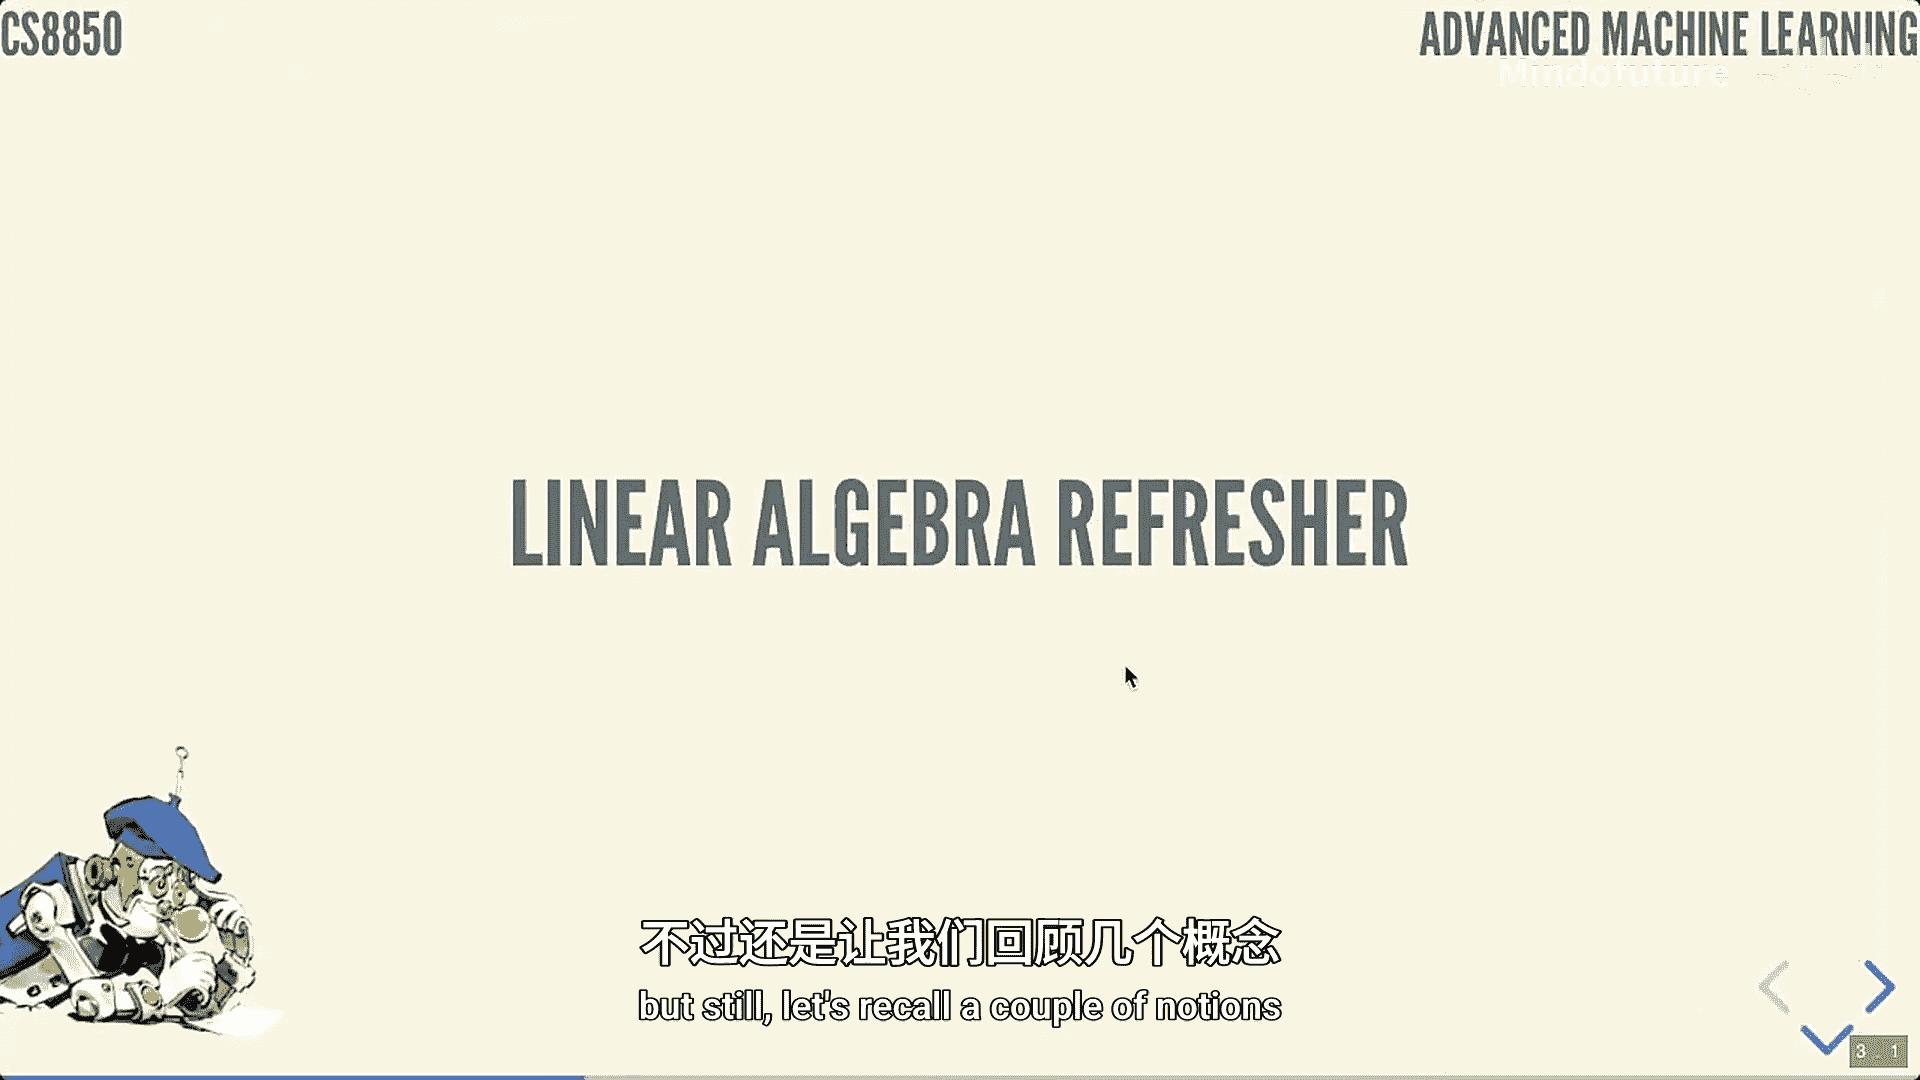 CS8850
ADVANCED MACHINE LEARNING
Mindofuture
LINEAR ALGEBRA REFRESHER
不过还是让我们回顾几个概念
but still, let's recall a couple of notions
3.1